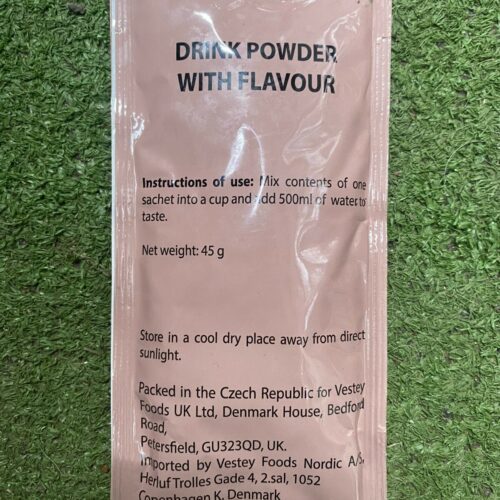 DRINK POWDER
WITH FLAVOUR
Instructions of use: Mix contents of one
sachet into a cup and add 500ml of water to
taste.
Net weight: 45 g
Store in a cool dry place away from direct
sunlight.
Packed in the Czech Republic for Vestey
Foods UK Ltd, Denmark House, Bedford
Road,
Petersfield, GU323QD, UK.
Imported by Vestey Foods Nordic A/S,
Herluf Trolles Gade 4, 2.sal, 1052
Copenhagen K, Denmark